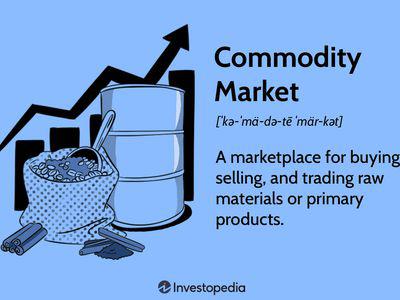 Commodity
Market
['kə-ˈmä-də-tē ˈmär-kət]
A marketplace for buying,
selling, and trading raw
materials or primary
products.
Investopedia